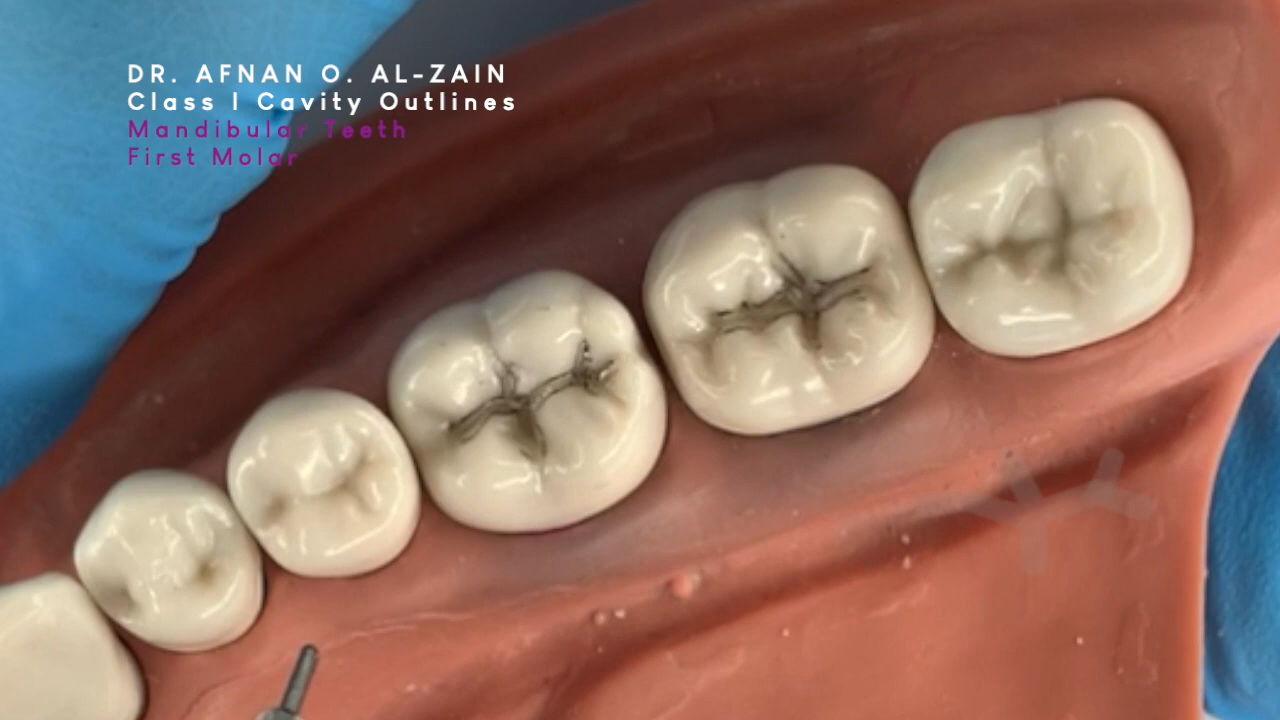 DR. AFNAN O. AL-ZAIN
Class I Cavity Outlines
Mandibular Teeth
First Molar